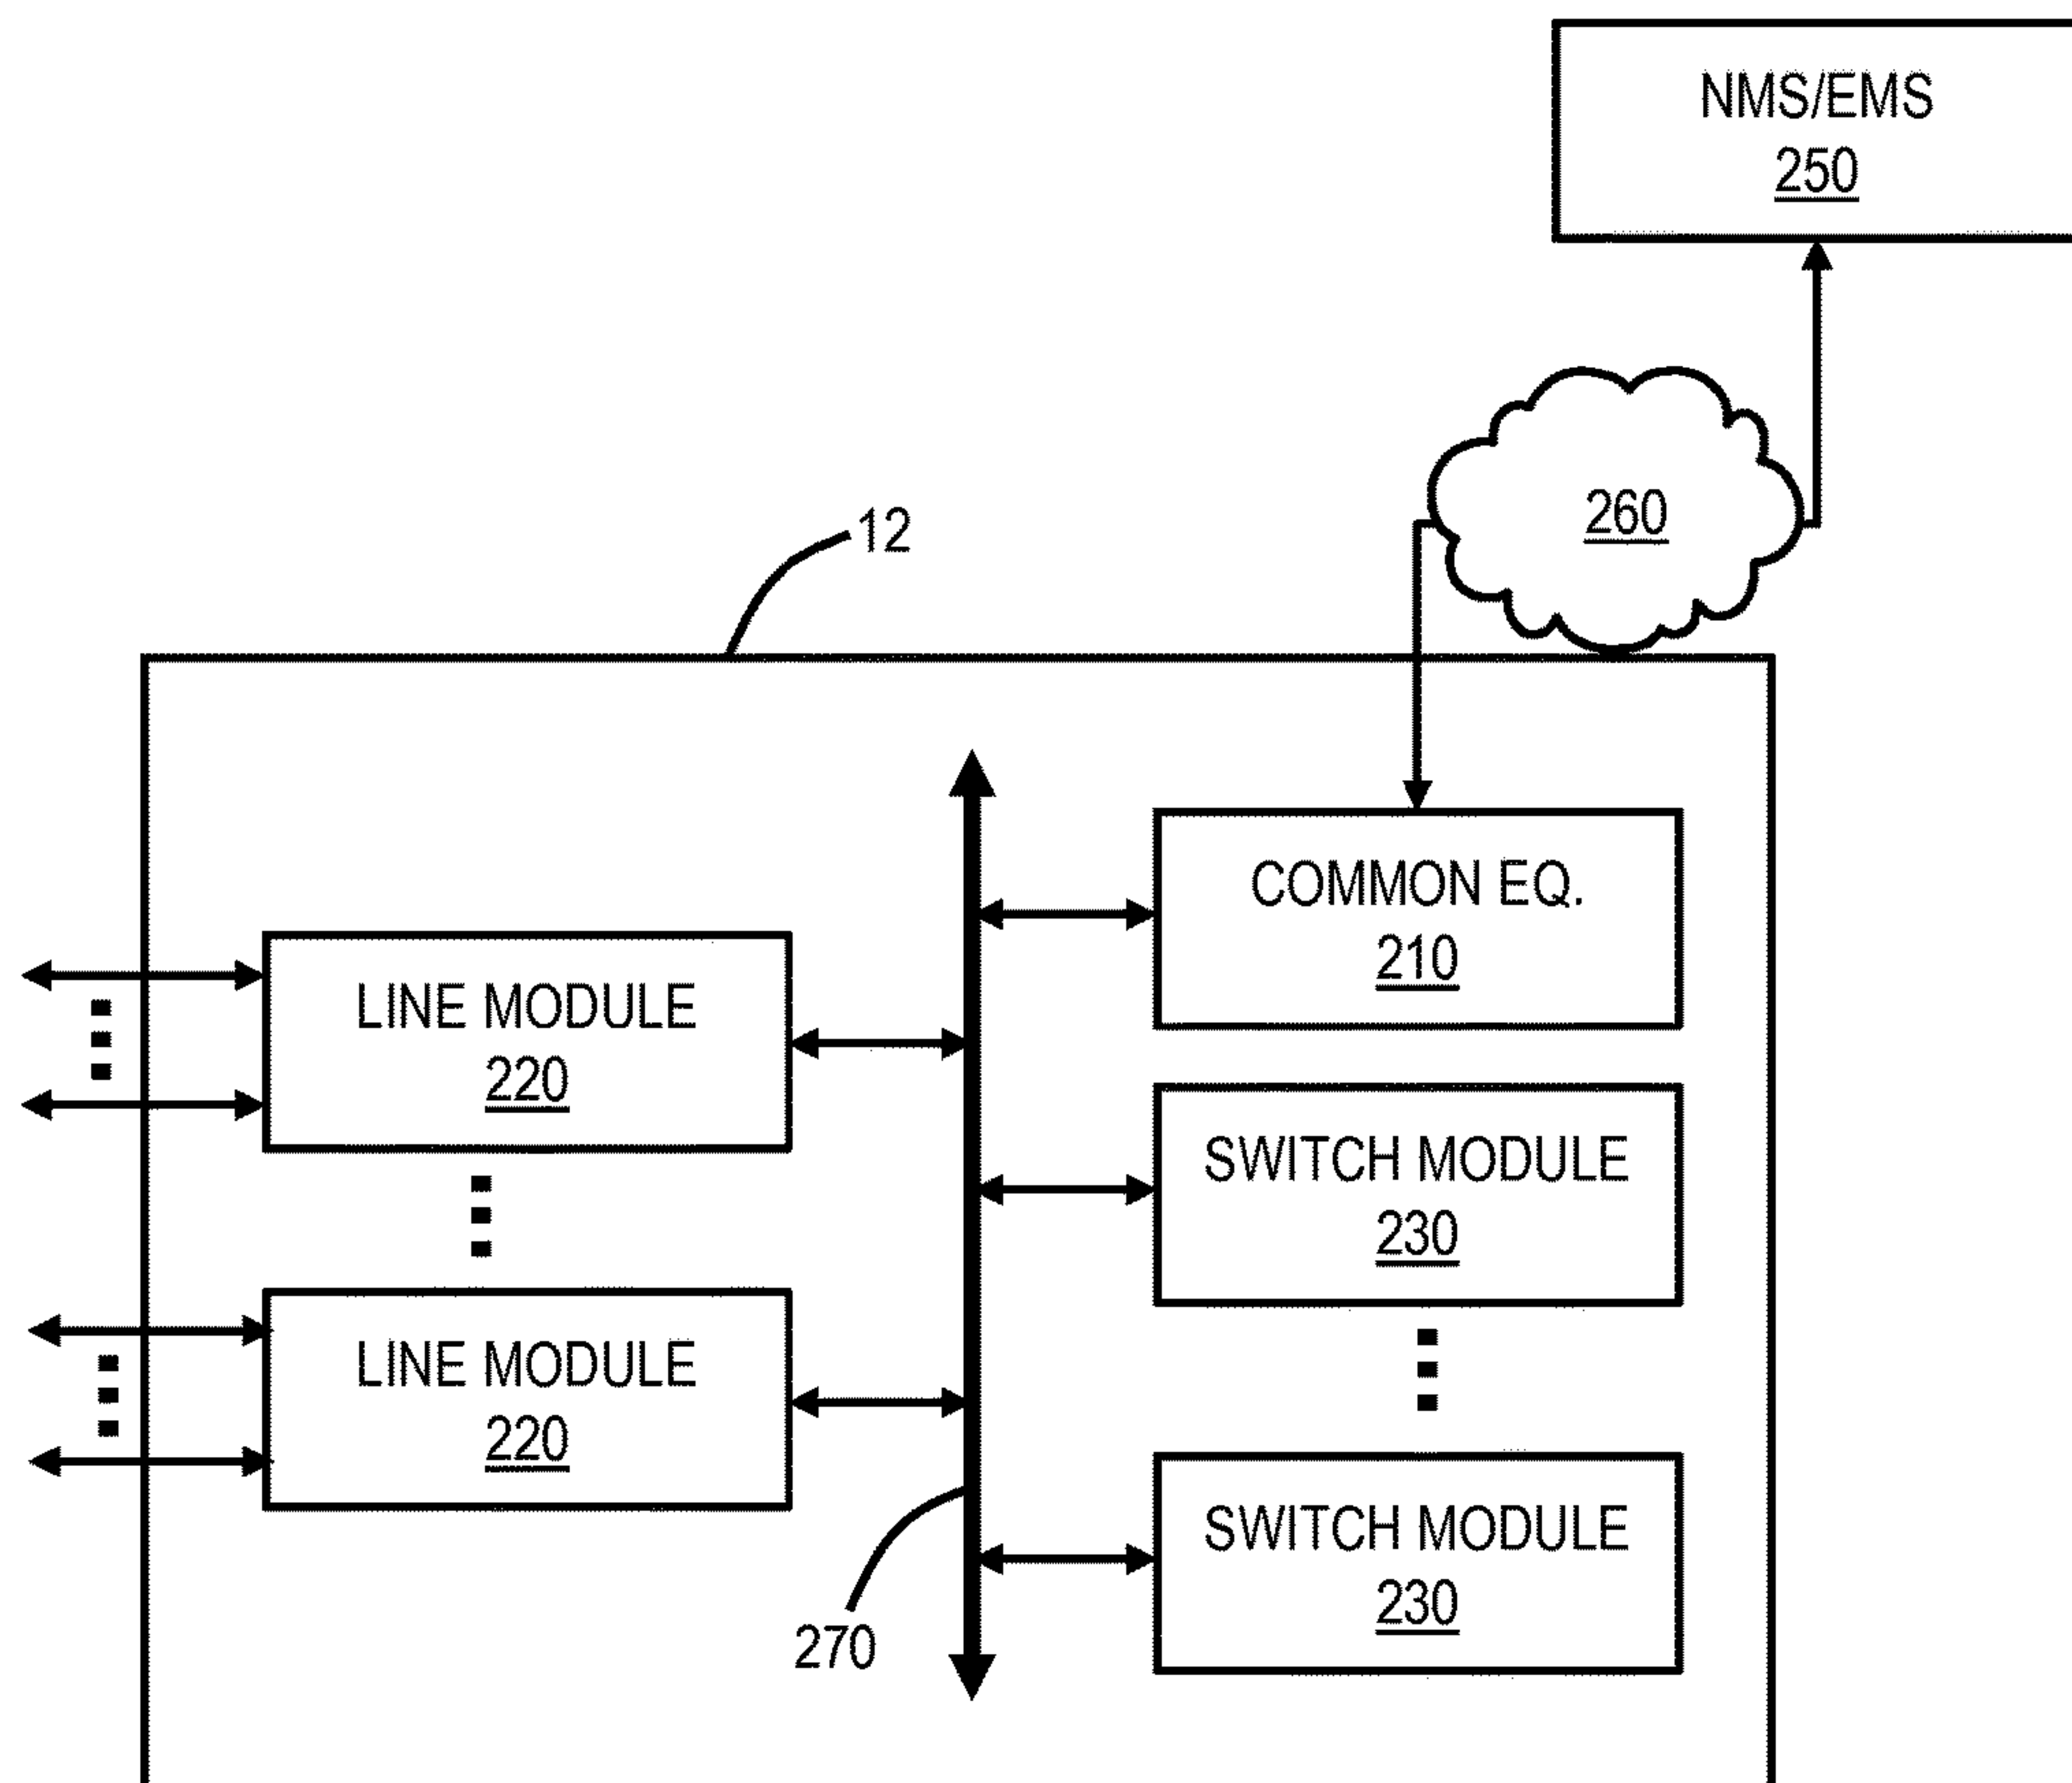 NMS/EMS
250
260
12
COMMON EQ.
210
LINE MODULE
220
SWITCH MODULE
230
LINE MODULE
220
SWITCH MODULE
230
270